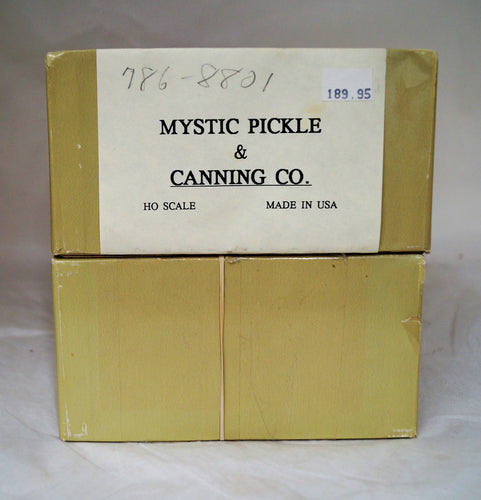 786-8801
189.95
MYSTIC PICKLE
&
CANNING CO.
HO SCALE MADE IN USA